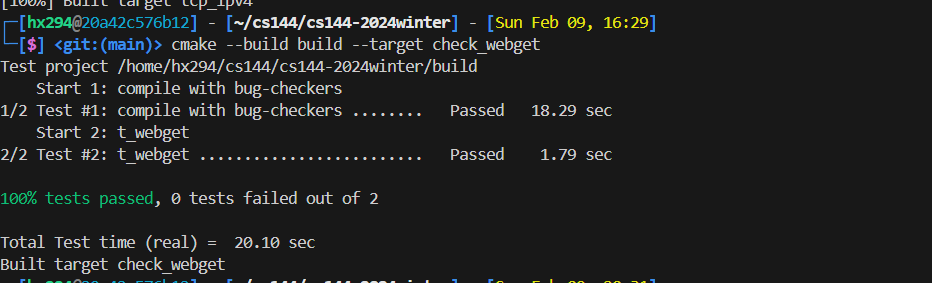 [100%] Built target tcp_ipv4
[hx294@20a42c576b12] - [~/cs144/cs144-2024winter] - [Sun Feb 09, 16:29]
[$] <git:(main)> cmake --build build --target check_webget
Test project /home/hx294/cs144/cs144-2024winter/build
    Start 1: compile with bug-checkers
1/2 Test #1: compile with bug-checkers ........   Passed   18.29 sec
    Start 2: t_webget
2/2 Test #2: t_webget .........................   Passed    1.79 sec

100% tests passed, 0 tests failed out of 2

Total Test time (real) =  20.10 sec
Built target check_webget